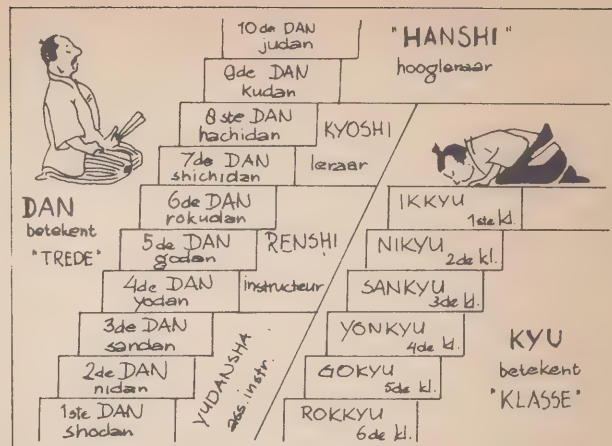 10de DAN
judan
9de DAN
kudan
8ste DAN
hachidan
7de DAN
shichidan
6de DAN
rokudan
5de DAN
godan
4de DAN
yodan
3de DAN
sandan
2de DAN
nidan
1ste DAN
shodan
"HANSHI"
hoogleraar
KYOSHI
leraar
RENSHI
instructeur
YUDANSHA
ass. instr.
DAN
betekent
"TREDE"
IKKYU
1ste kl.
NIKYU
2de kl.
SANKYU
3de kl.
YONKYU
4de kl.
GOKYU
5de kl.
ROKKYU
6de kl.
KYU
betekent
"KLASSE"